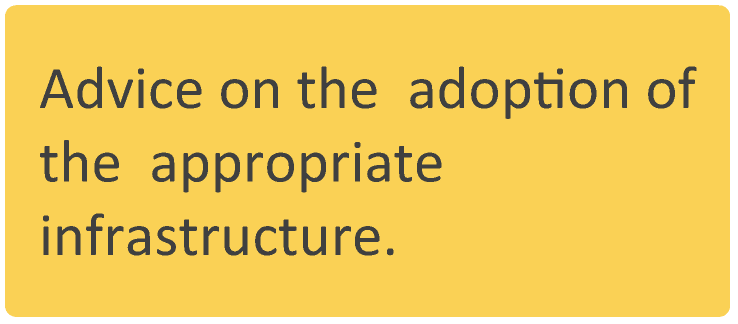 Advice on the  adoption of
the  appropriate
infrastructure.